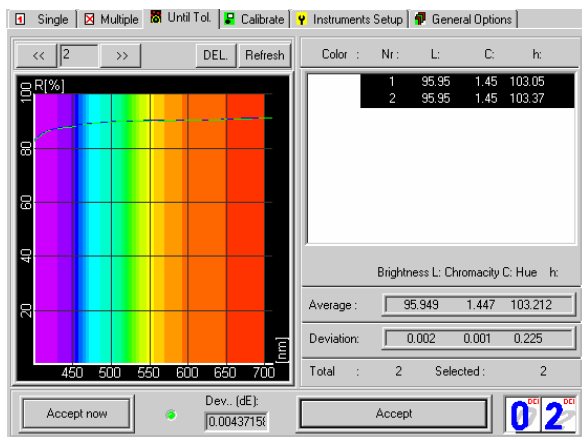 1 Single Multiple Until Tol. Calibrate Instruments Setup General Options
<< 2 >> DEL. Refresh
Color : Nr : L: C: h:
1 95.95 1.45 103.05
2 95.95 1.45 103.37
R[%]
100
80
60
40
20
450 500 550 600 650 700 [nm]
Brightness L: Chromacity C: Hue h:
Average : 95.949 1.447 103.212
Deviation: 0.002 0.001 0.225
Total : 2 Selected : 2
Accept now
Dev.. (dE):
0.0043715
Accept
DCI DCI
0 2